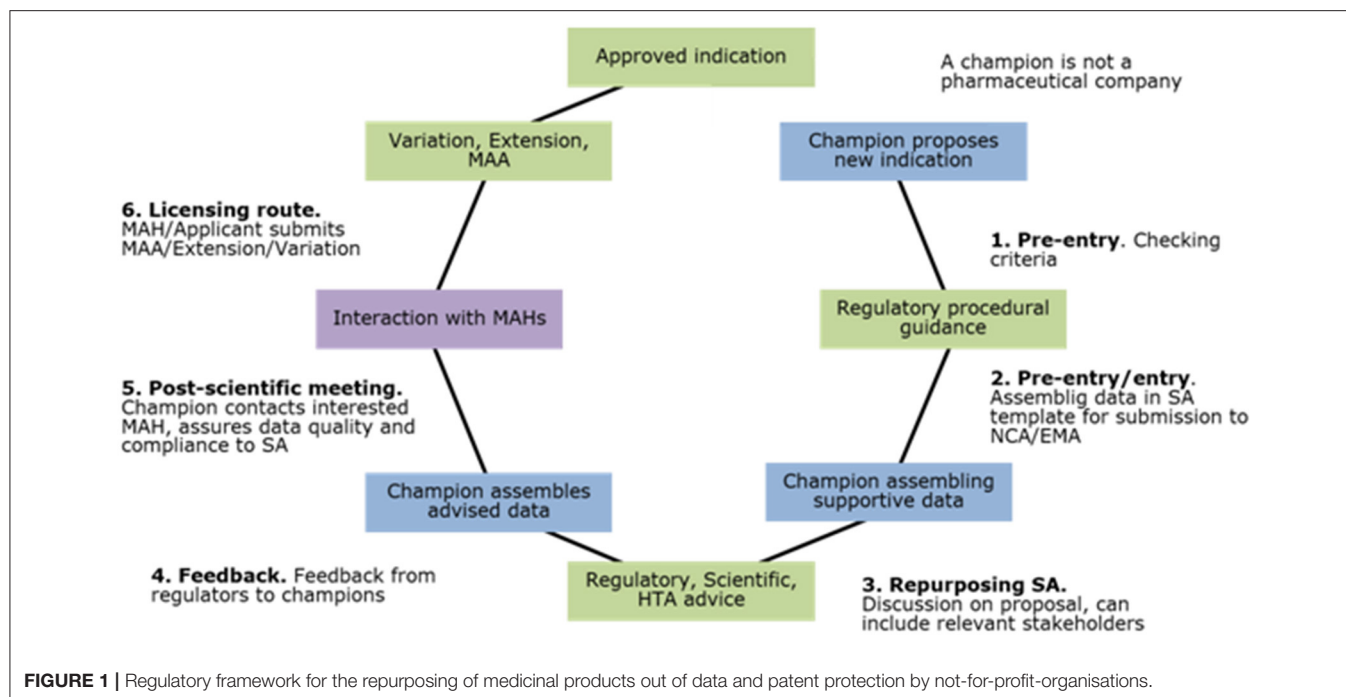 Approved indication
A champion is not a
pharmaceutical company
Variation, Extension,
MAA
Champion proposes
new indication
6. Licensing route.
MAH/Applicant submits
MAA/Extension/Variation
1. Pre-entry. Checking
criteria
Interaction with MAHs
Regulatory procedural
guidance
5. Post-scientific meeting.
Champion contacts interested
MAH, assures data quality and
compliance to SA
2. Pre-entry/entry.
Assemblig data in SA
template for submission to
NCA/EMA
Champion assembles
advised data
Champion assembling
supportive data
4. Feedback. Feedback from
regulators to champions
Regulatory, Scientific,
HTA advice
3. Repurposing SA.
Discussion on proposal, can
include relevant stakeholders
FIGURE 1 | Regulatory framework for the repurposing of medicinal products out of data and patent protection by not-for-profit-organisations.